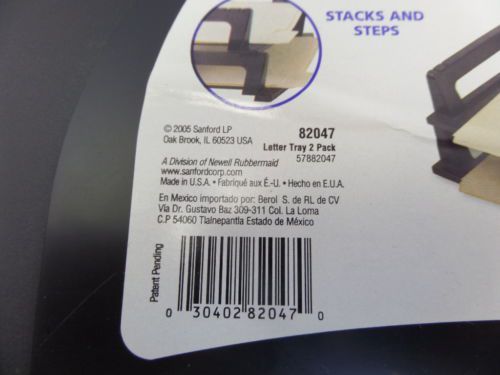 STACKS AND
STEPS
© 2005 Sanford LP
Oak Brook, IL 60523 USA
82047
Letter Tray 2 Pack
57882047
A Division of Newell Rubbermaid
www.sanfordcorp.com
Made in U.S.A. • Fabriqué aux É.-U. • Hecho en E.U.A.
En Mexico importado por: Berol S. de RL de CV
Vía Dr. Gustavo Baz 309-311 Col. La Loma
C.P 54060 Tlalnepantla Estado de México
Patent Pending
0 30402 82047 0